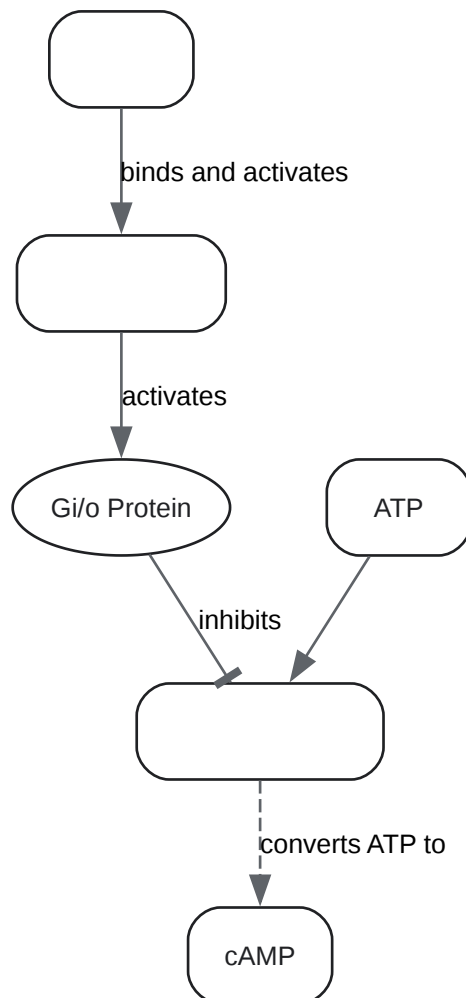 binds and activates
activates
Gi/o Protein
ATP
inhibits
converts ATP to
cAMP